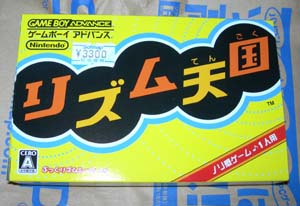 GAME BOY ADVANCE
ゲームボーイ アドバンス
Nintendo
¥3300
リズム天国
てん ごく
TM
ノリ感ゲーム♪1人用
CERO
A